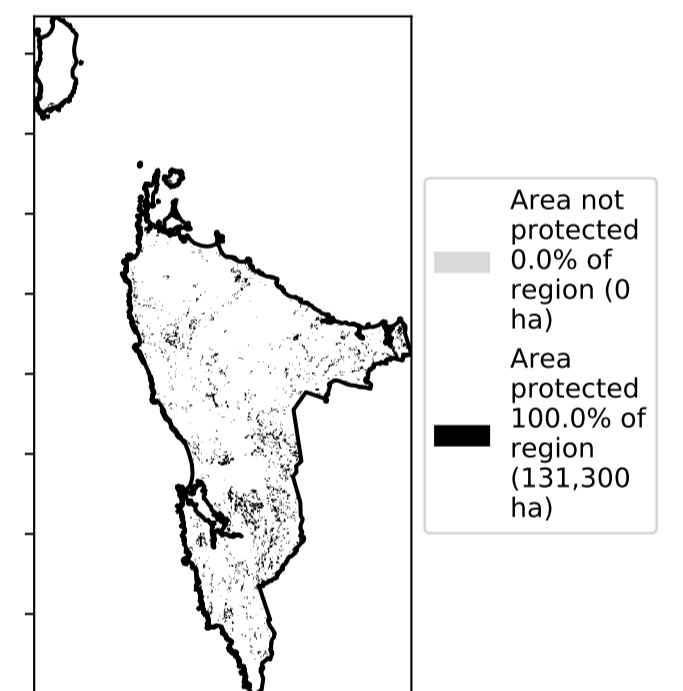 Area not
protected
0.0% of
region (0
ha)
Area
protected
100.0% of
region
(131,300
ha)